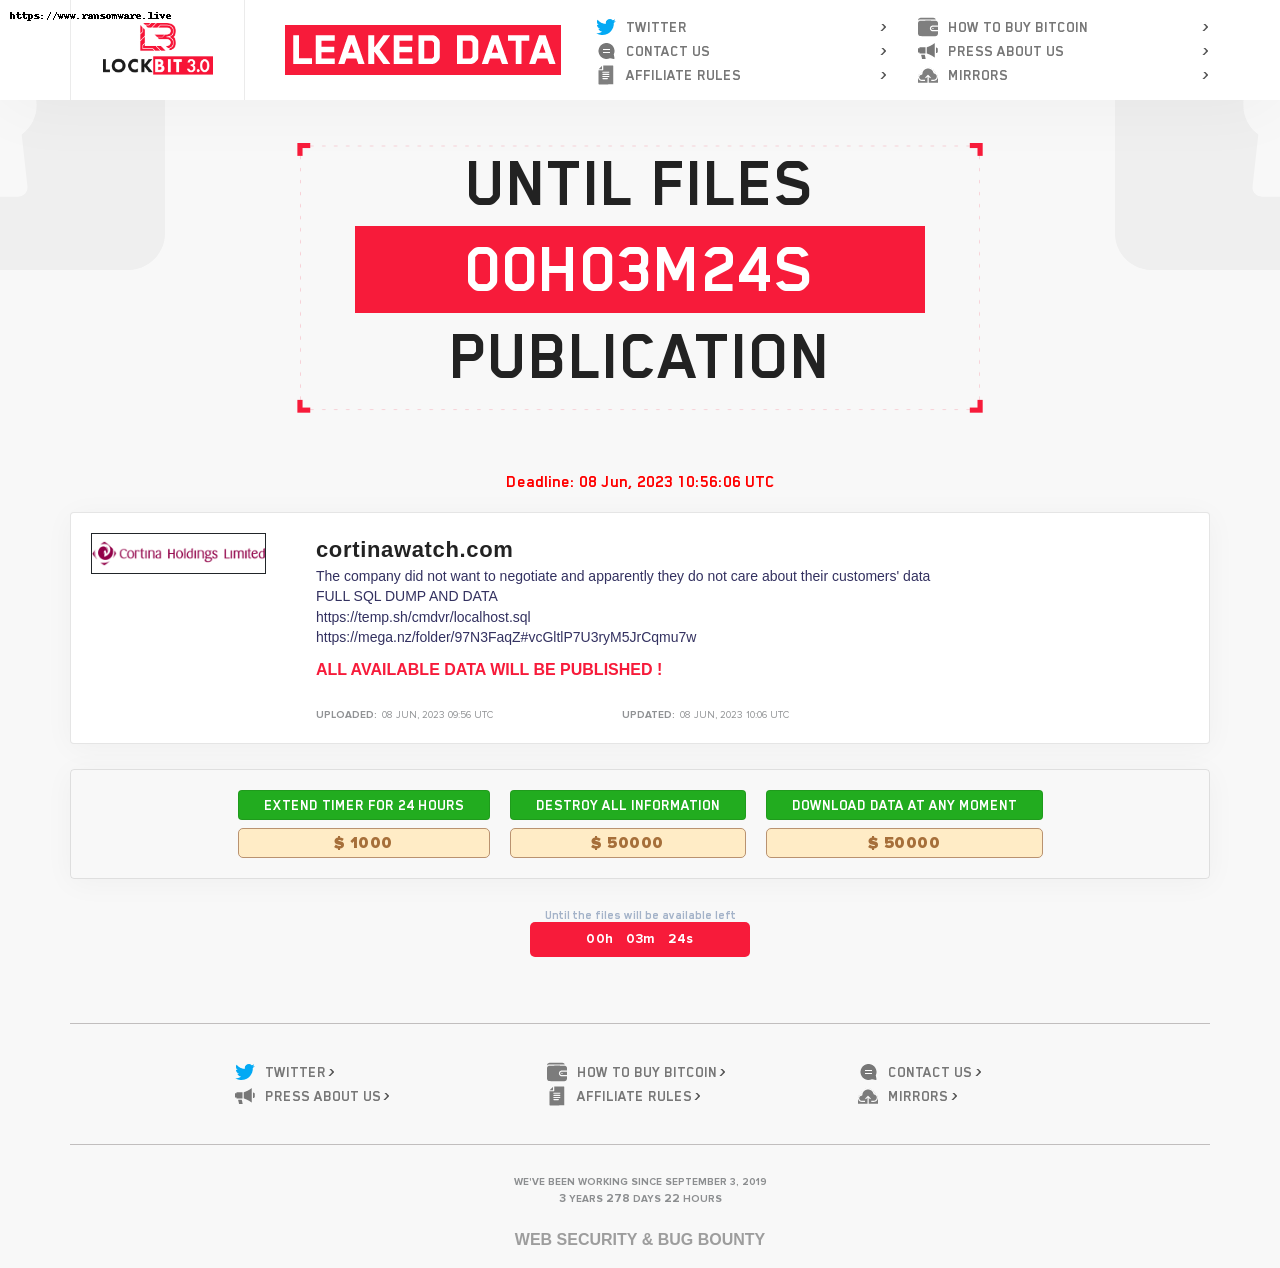 https://www.ransomware.live
LOCKBIT 3.0
LEAKED DATA
TWITTER
CONTACT US
AFFILIATE RULES
HOW TO BUY BITCOIN
PRESS ABOUT US
MIRRORS
UNTIL FILES
00H03M24S
PUBLICATION
Deadline: 08 Jun, 2023 10:56:06 UTC
Cortina Holdings Limited
cortinawatch.com
The company did not want to negotiate and apparently they do not care about their customers' data
FULL SQL DUMP AND DATA
https://temp.sh/cmdvr/localhost.sql
https://mega.nz/folder/97N3FaqZ#vcGltlP7U3ryM5JrCqmu7w
ALL AVAILABLE DATA WILL BE PUBLISHED !
UPLOADED: 08 JUN, 2023 09:56 UTC
UPDATED: 08 JUN, 2023 10:06 UTC
EXTEND TIMER FOR 24 HOURS
$ 1000
DESTROY ALL INFORMATION
$ 50000
DOWNLOAD DATA AT ANY MOMENT
$ 50000
Until the files will be available left
00h 03m 24s
TWITTER
PRESS ABOUT US
HOW TO BUY BITCOIN
AFFILIATE RULES
CONTACT US
MIRRORS
WE'VE BEEN WORKING SINCE SEPTEMBER 3, 2019
3 YEARS 278 DAYS 22 HOURS
WEB SECURITY & BUG BOUNTY